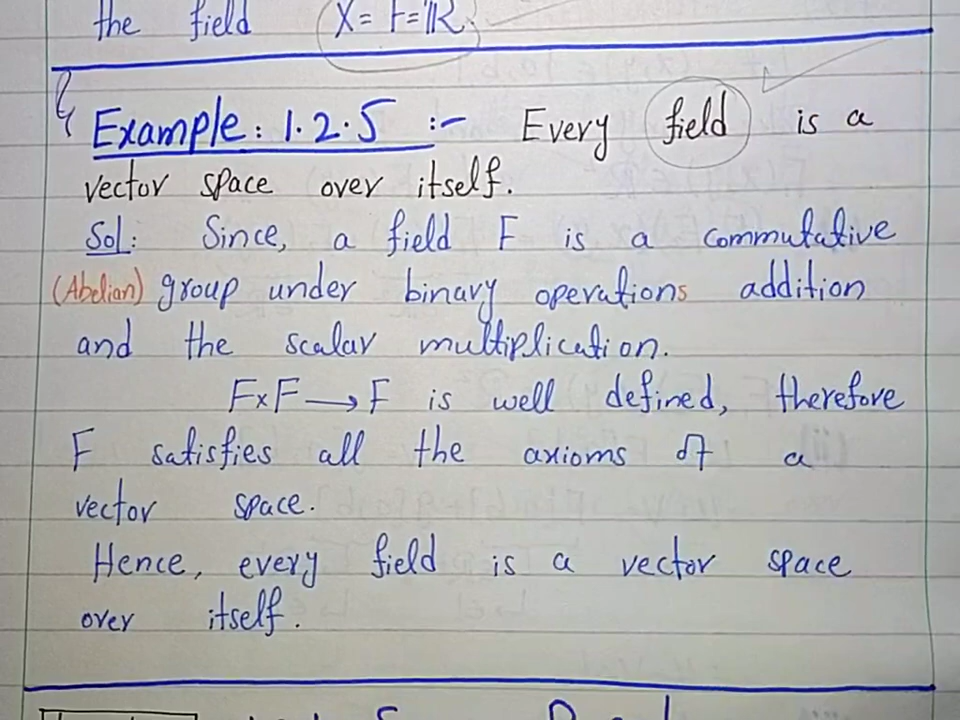 the field X = F = ℝ
Example: 1.2.5 :- Every field is a
vector space over itself.
Sol: Since, a field F is a commutative
(Abelian) group under binary operations addition
and the scalar multiplication.
F×F → F is well defined, therefore
F satisfies all the axioms of a
vector space.
Hence, every field is a vector space
over itself.